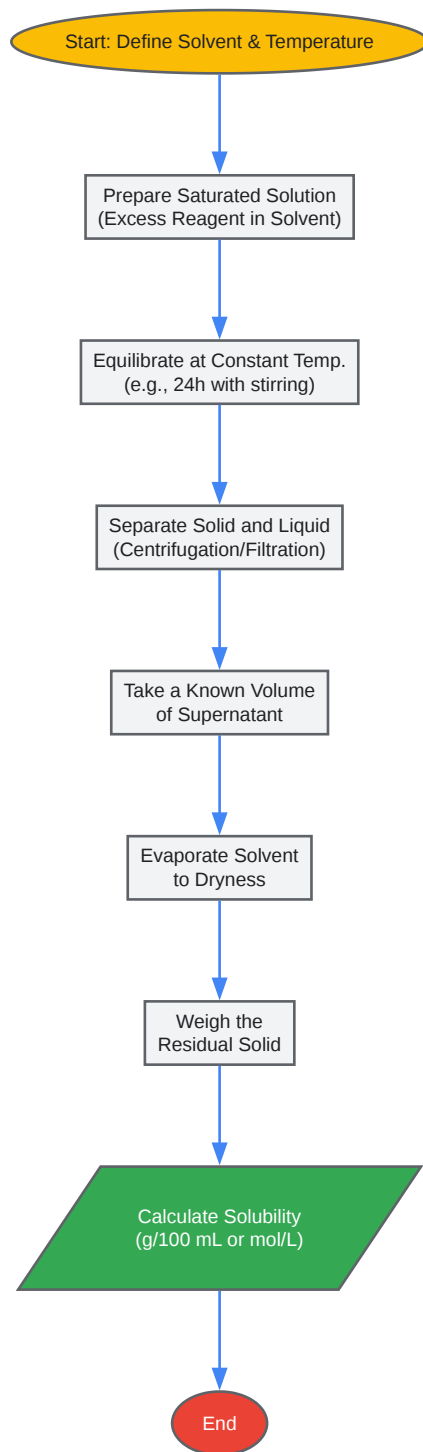 Start: Define Solvent & Temperature
Prepare Saturated Solution
(Excess Reagent in Solvent)
Equilibrate at Constant Temp.
(e.g., 24h with stirring)
Separate Solid and Liquid
(Centrifugation/Filtration)
Take a Known Volume
of Supernatant
Evaporate Solvent
to Dryness
Weigh the
Residual Solid
Calculate Solubility
(g/100 mL or mol/L)
End